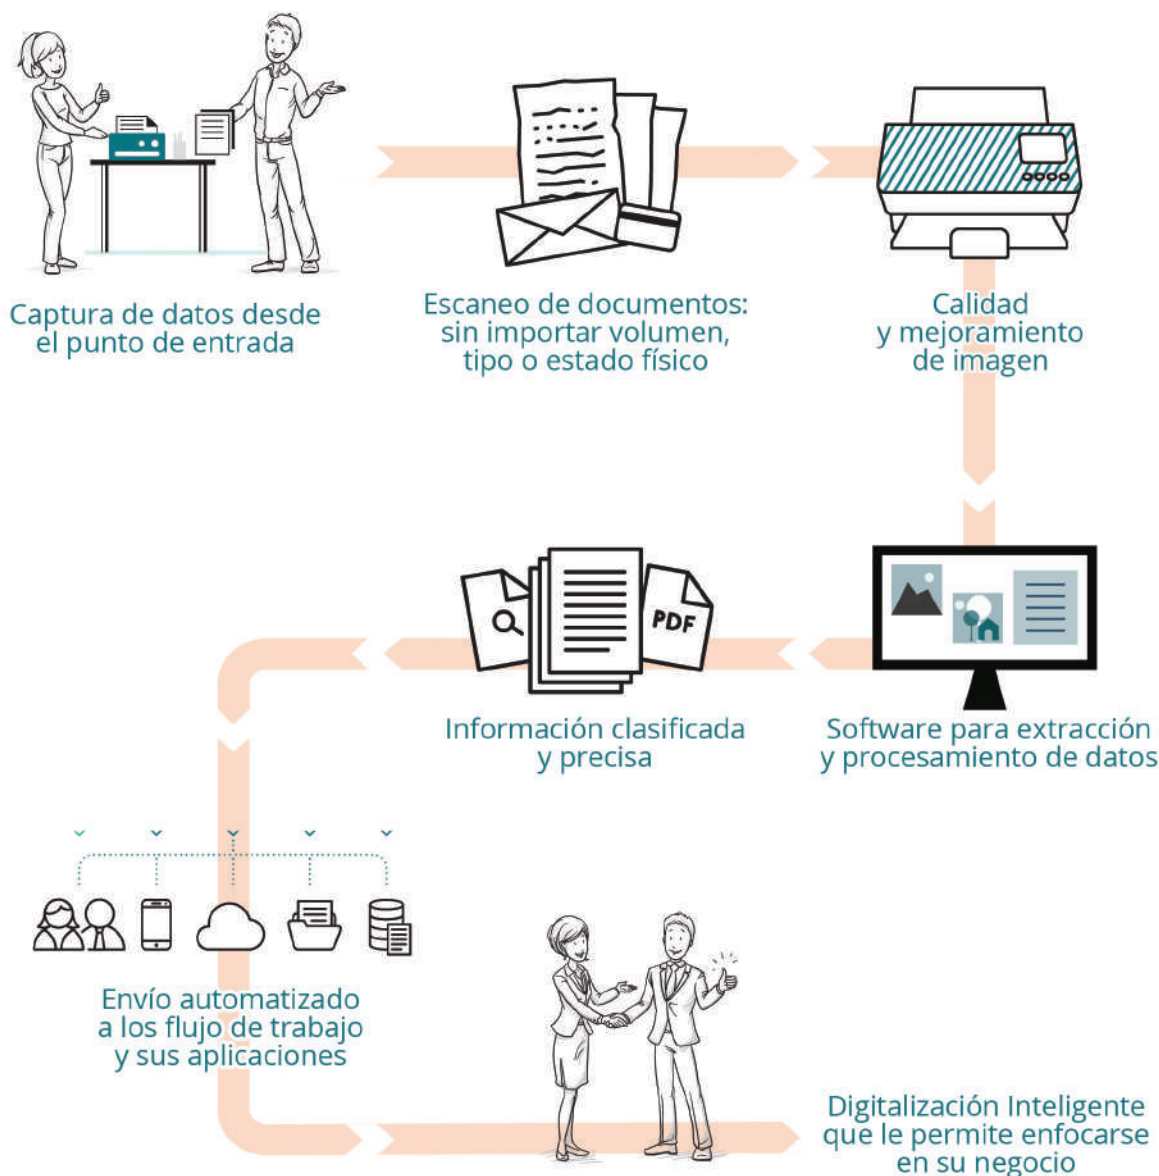 Captura de datos desde
el punto de entrada
Escaneo de documentos:
sin importar volumen,
tipo o estado físico
Calidad
y mejoramiento
de imagen
PDF
Información clasificada
y precisa
Software para extracción
y procesamiento de datos
Envío automatizado
a los flujo de trabajo
y sus aplicaciones
Digitalización Inteligente
que le permite enfocarse
en su negocio